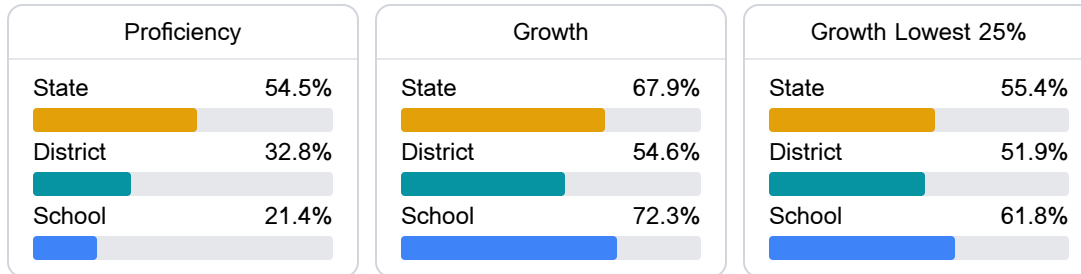 Proficiency
State 54.5%
District 32.8%
School 21.4%
Growth
State 67.9%
District 54.6%
School 72.3%
Growth Lowest 25%
State 55.4%
District 51.9%
School 61.8%